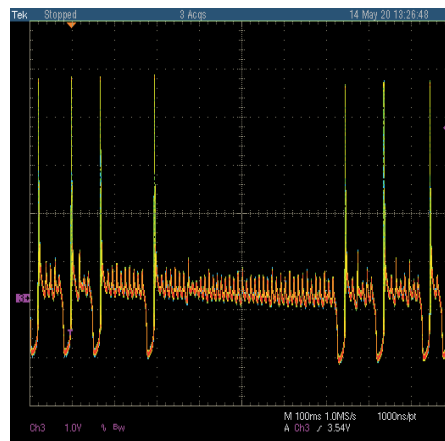 Tek Stopped 3 Acqs 14 May 20 13:26:48
M 100ms 1.0MS/s 1000ns/pt
Ch3 1.0V A Ch3 3.54V